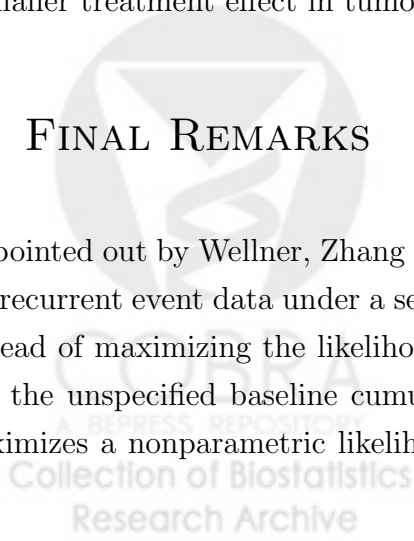 maller treatment effect in tumo
Final Remarks
pointed out by Wellner, Zhang
recurrent event data under a se
ead of maximizing the likeliho
the unspecified baseline cumu
ximizes a nonparametric likelih
COBRA
A BEPRESS REPOSITORY
Collection of Biostatistics
Research Archive